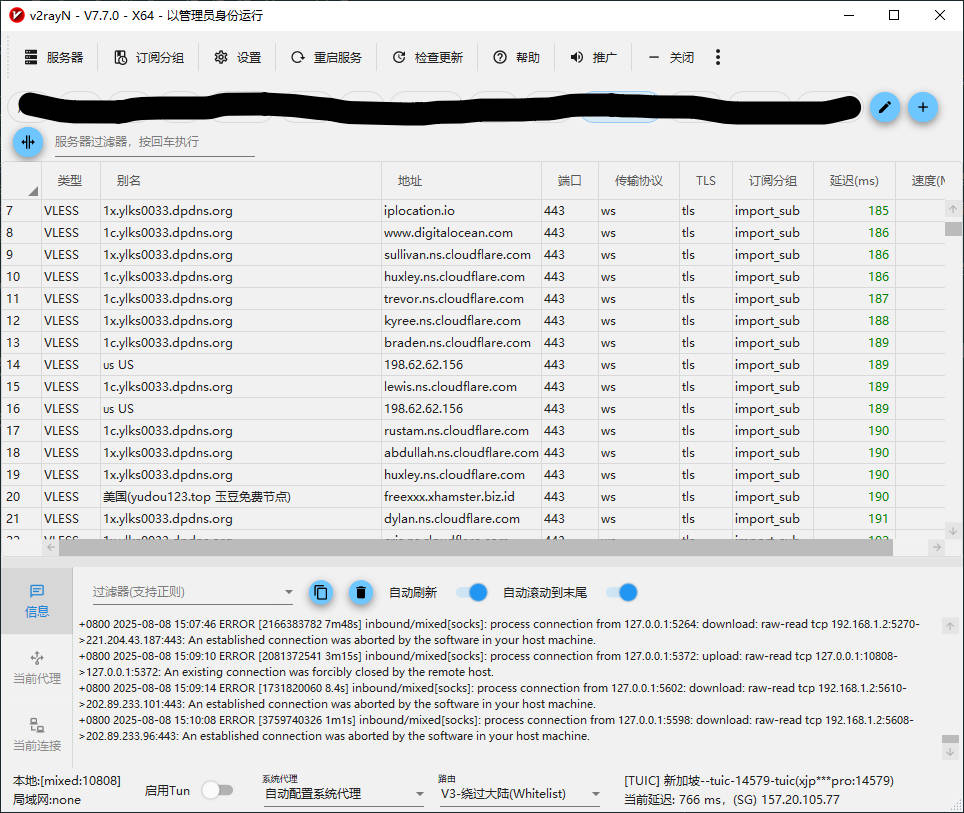 v2rayN - V7.7.0 - X64 - 以管理员身份运行
服务器 订阅分组 设置 重启服务 检查更新 帮助 推广 关闭
服务器过滤器，按回车执行
类型 别名 地址 端口 传输协议 TLS 订阅分组 延迟(ms) 速度(M
7 VLESS 1x.ylks0033.dpdns.org iplocation.io 443 ws tls import_sub 185
8 VLESS 1c.ylks0033.dpdns.org www.digitalocean.com 443 ws tls import_sub 186
9 VLESS 1x.ylks0033.dpdns.org sullivan.ns.cloudflare.com 443 ws tls import_sub 186
10 VLESS 1c.ylks0033.dpdns.org huxley.ns.cloudflare.com 443 ws tls import_sub 186
11 VLESS 1x.ylks0033.dpdns.org trevor.ns.cloudflare.com 443 ws tls import_sub 187
12 VLESS 1x.ylks0033.dpdns.org kyree.ns.cloudflare.com 443 ws tls import_sub 188
13 VLESS 1c.ylks0033.dpdns.org braden.ns.cloudflare.com 443 ws tls import_sub 189
14 VLESS us US 198.62.62.156 443 ws tls import_sub 189
15 VLESS 1c.ylks0033.dpdns.org lewis.ns.cloudflare.com 443 ws tls import_sub 189
16 VLESS us US 198.62.62.156 443 ws tls import_sub 189
17 VLESS 1c.ylks0033.dpdns.org rustam.ns.cloudflare.com 443 ws tls import_sub 190
18 VLESS 1x.ylks0033.dpdns.org abdullah.ns.cloudflare.com 443 ws tls import_sub 190
19 VLESS 1x.ylks0033.dpdns.org huxley.ns.cloudflare.com 443 ws tls import_sub 190
20 VLESS 美国(yudou123.top 玉豆免费节点) freexxx.xhamster.biz.id 443 ws tls import_sub 190
21 VLESS 1x.ylks0033.dpdns.org dylan.ns.cloudflare.com 443 ws tls import_sub 191
信息
当前代理
当前连接
过滤器(支持正则) 自动刷新 自动滚动到末尾
+0800 2025-08-08 15:07:46 ERROR [2166383782 7m48s] inbound/mixed[socks]: process connection from 127.0.0.1:5264: download: raw-read tcp 192.168.1.2:5270-
>221.204.43.187:443: An established connection was aborted by the software in your host machine.
+0800 2025-08-08 15:09:10 ERROR [2081372541 3m15s] inbound/mixed[socks]: process connection from 127.0.0.1:5372: upload: raw-read tcp 127.0.0.1:10808-
>127.0.0.1:5372: An existing connection was forcibly closed by the remote host.
+0800 2025-08-08 15:09:14 ERROR [1731820060 8.4s] inbound/mixed[socks]: process connection from 127.0.0.1:5602: download: raw-read tcp 192.168.1.2:5610-
>202.89.233.101:443: An established connection was aborted by the software in your host machine.
+0800 2025-08-08 15:10:08 ERROR [3759740326 1m1s] inbound/mixed[socks]: process connection from 127.0.0.1:5598: download: raw-read tcp 192.168.1.2:5608-
>202.89.233.96:443: An established connection was aborted by the software in your host machine.
本地:[mixed:10808]
局域网:none
启用Tun
系统代理
自动配置系统代理
路由
V3-绕过大陆(Whitelist)
[TUIC] 新加坡--tuic-14579-tuic(xjp***pro:14579)
当前延迟: 766 ms，(SG) 157.20.105.77